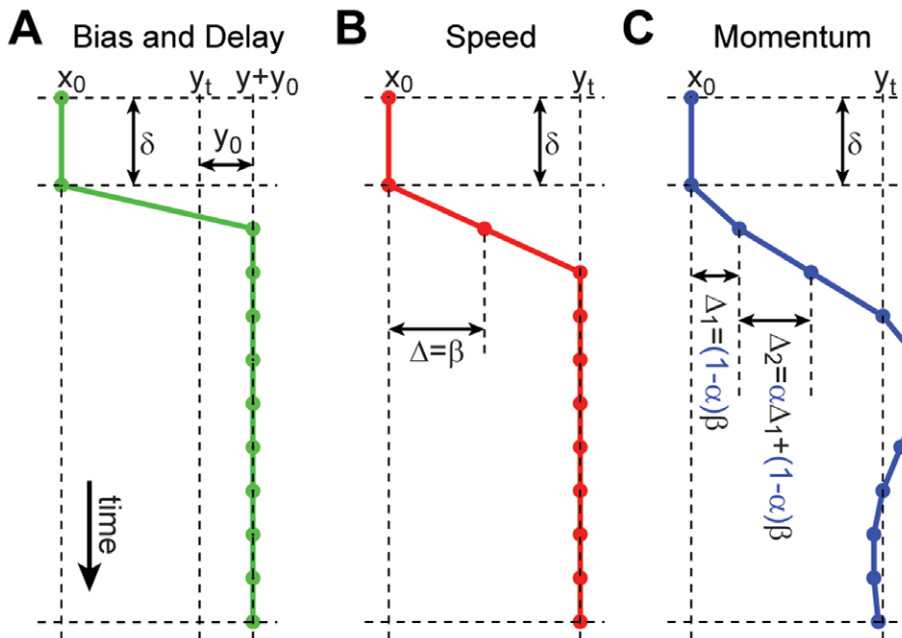 A Bias and Delay
x₀ yₜ y+y₀
δ
y₀
time
B Speed
x₀ yₜ
δ
Δ=β
C Momentum
x₀ yₜ
δ
Δ₁=(1-α)β
Δ₂=αΔ₁+(1-α)β